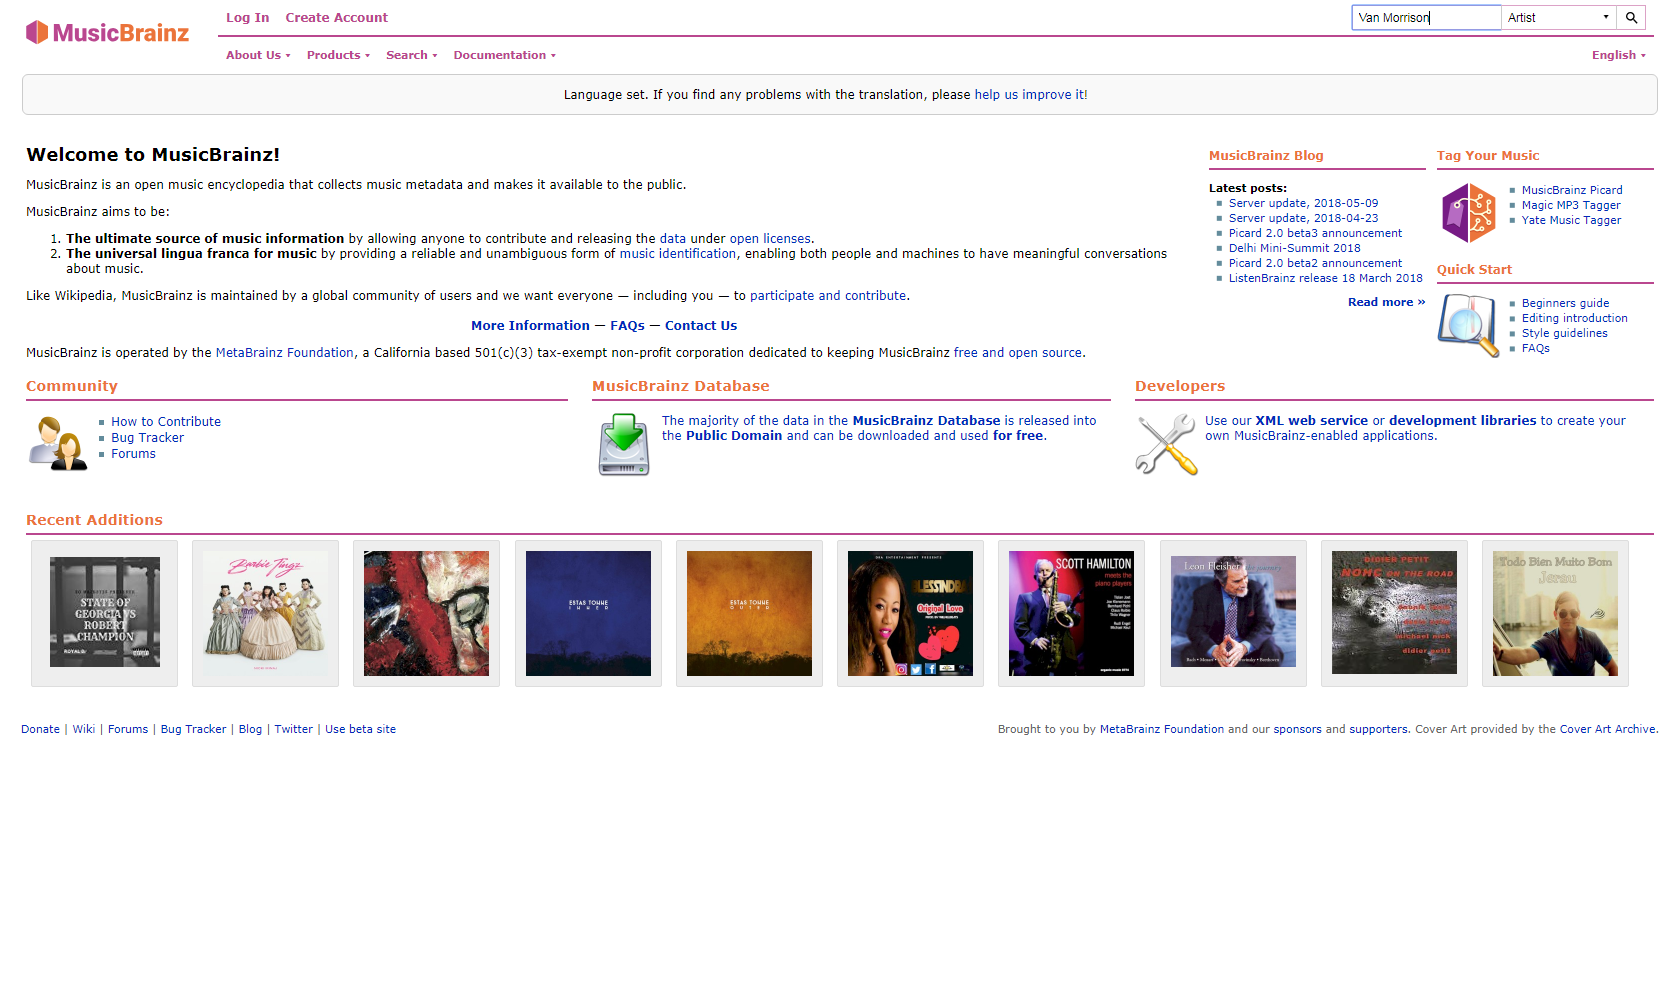 MusicBrainz
Log In Create Account
Van Morrison Artist
About Us Products Search Documentation English
Language set. If you find any problems with the translation, please help us improve it!
Welcome to MusicBrainz!
MusicBrainz is an open music encyclopedia that collects music metadata and makes it available to the public.
MusicBrainz aims to be:
1. The ultimate source of music information by allowing anyone to contribute and releasing the data under open licenses.
2. The universal lingua franca for music by providing a reliable and unambiguous form of music identification, enabling both people and machines to have meaningful conversations
about music.
Like Wikipedia, MusicBrainz is maintained by a global community of users and we want everyone — including you — to participate and contribute.
More Information — FAQs — Contact Us
MusicBrainz is operated by the MetaBrainz Foundation, a California based 501(c)(3) tax-exempt non-profit corporation dedicated to keeping MusicBrainz free and open source.
MusicBrainz Blog
Latest posts:
Server update, 2018-05-09
Server update, 2018-04-23
Picard 2.0 beta3 announcement
Delhi Mini-Summit 2018
Picard 2.0 beta2 announcement
ListenBrainz release 18 March 2018
Read more »
Tag Your Music
MusicBrainz Picard
Magic MP3 Tagger
Yate Music Tagger
Quick Start
Beginners guide
Editing introduction
Style guidelines
FAQs
Community
How to Contribute
Bug Tracker
Forums
MusicBrainz Database
The majority of the data in the MusicBrainz Database is released into
the Public Domain and can be downloaded and used for free.
Developers
Use our XML web service or development libraries to create your
own MusicBrainz-enabled applications.
Recent Additions
STATE OF
GEORGIA VS
ROBERT
CHAMPION
Barbie Tingz
ESTAS TONNE
INNER
ESTAS TONNE
OUTER
BLESSNDRA
Original Love
SCOTT HAMILTON
meets the
piano players
Leon Fleisher the journey
DIDIER PETIT
NOHC ON THE ROAD
didier petit
Todo Bien Muito Bom
Donate | Wiki | Forums | Bug Tracker | Blog | Twitter | Use beta site
Brought to you by MetaBrainz Foundation and our sponsors and supporters. Cover Art provided by the Cover Art Archive.